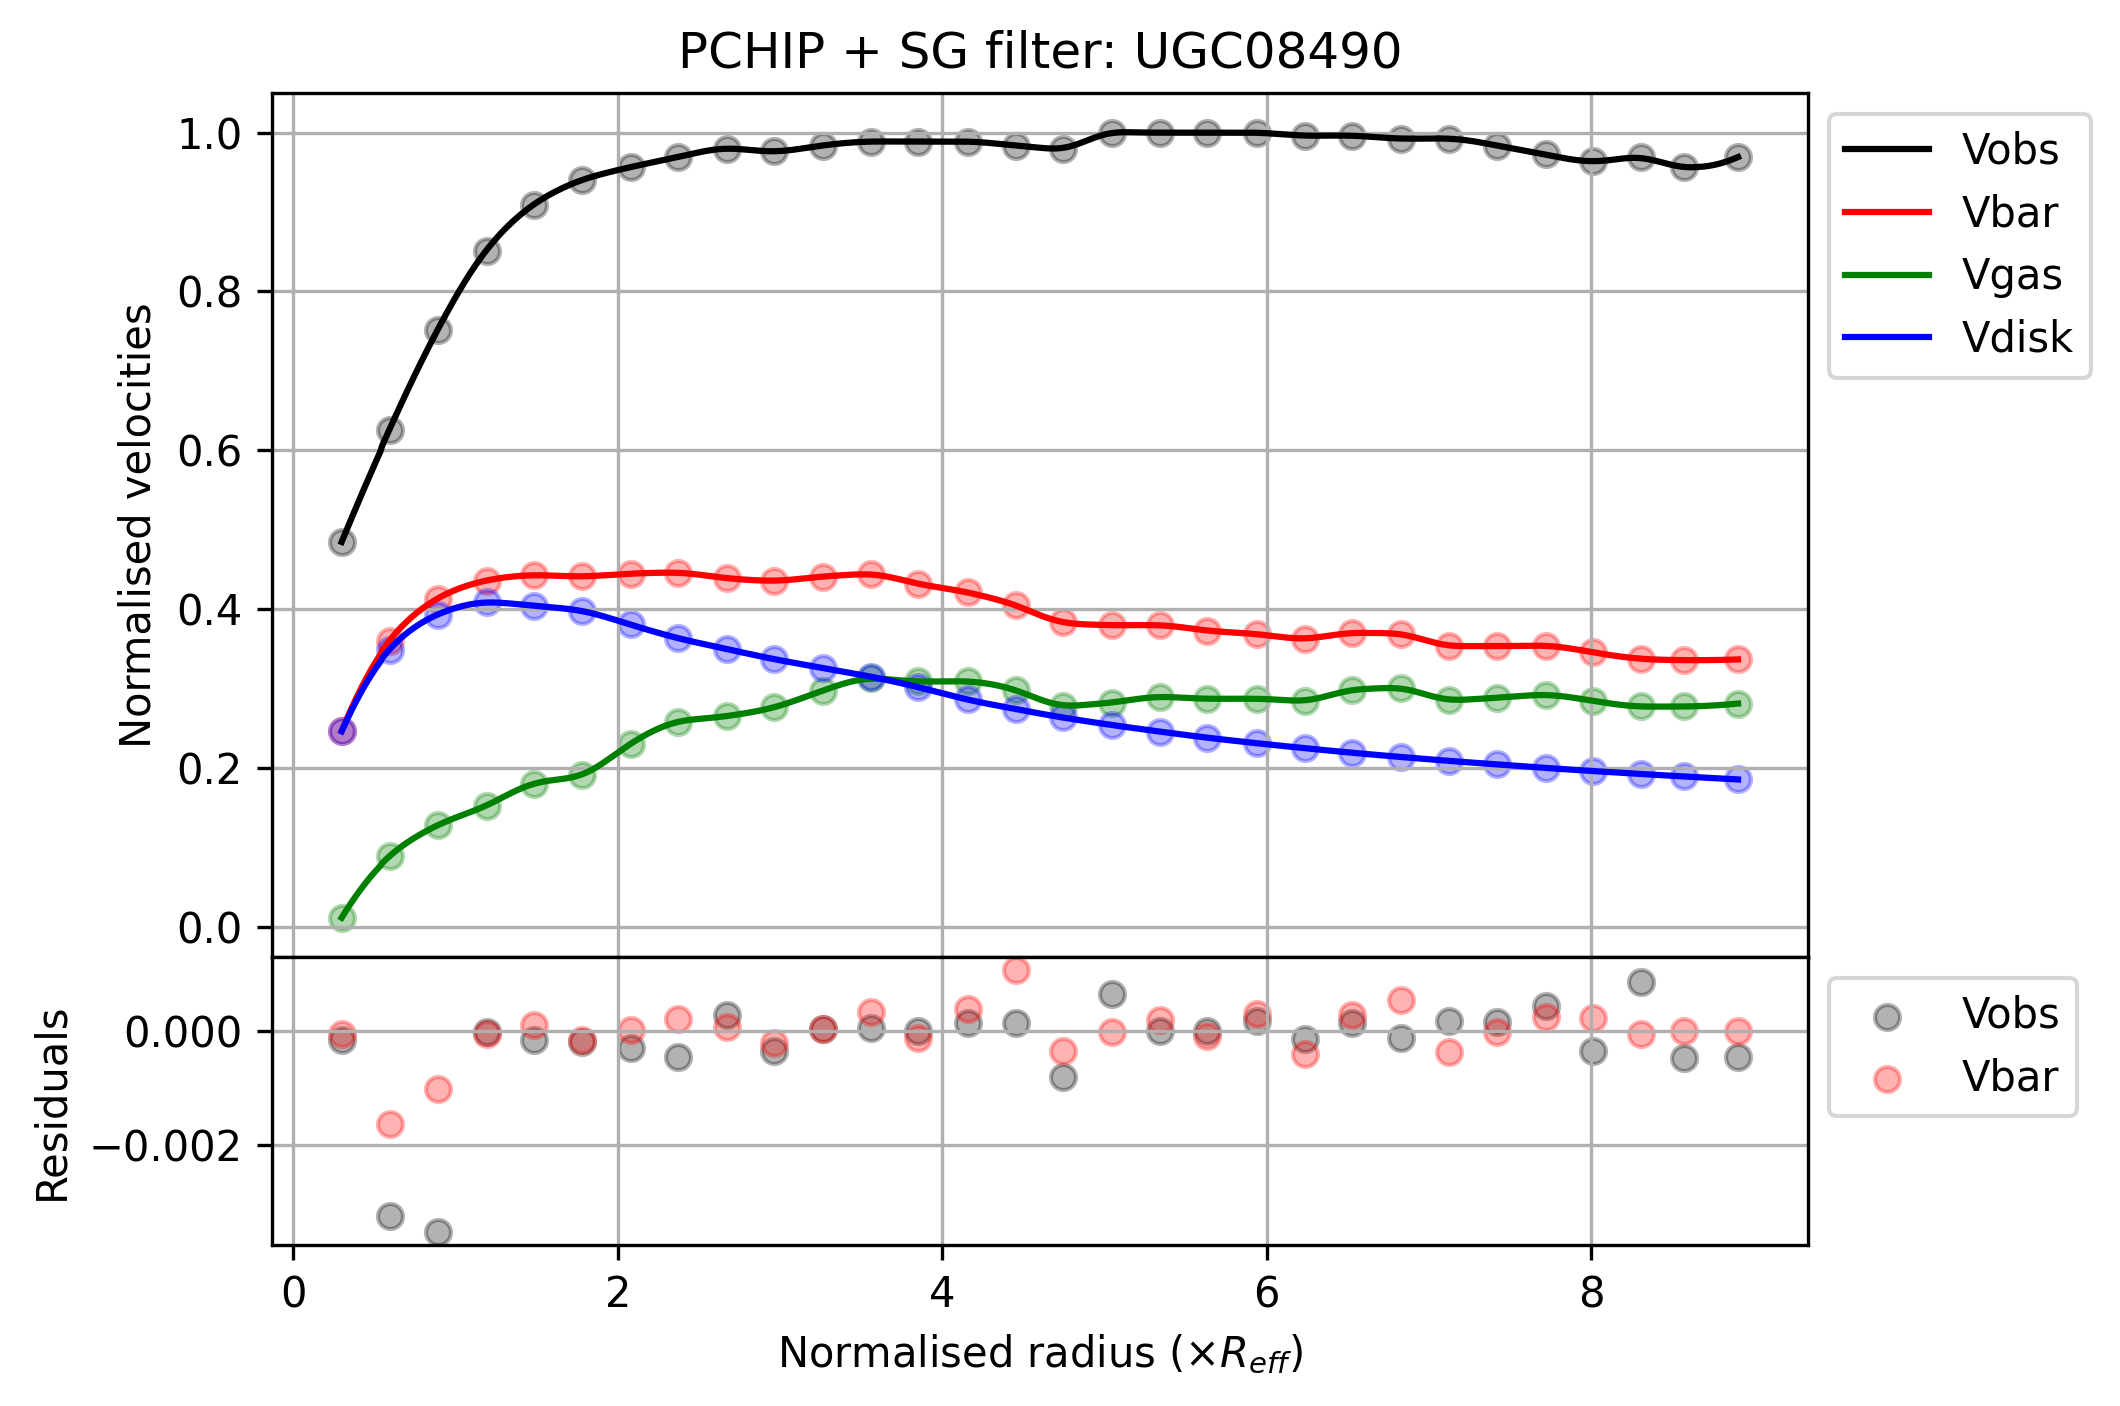 PCHIP + SG filter: UGC08490
Normalised velocities
1.0
0.8
0.6
0.4
0.2
0.0
Vobs
Vbar
Vgas
Vdisk
Residuals
0.000
−0.002
Vobs
Vbar
0 2 4 6 8
Normalised radius (×R_eff)